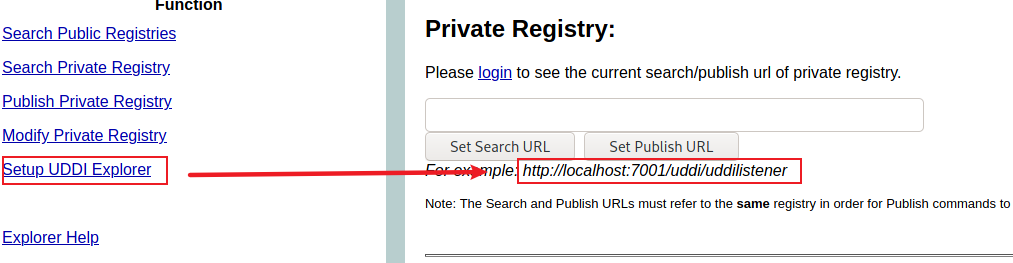 Function
Search Public Registries
Search Private Registry
Publish Private Registry
Modify Private Registry
Setup UDDI Explorer
Explorer Help
Private Registry:
Please login to see the current search/publish url of private registry.
Set Search URL Set Publish URL
For example: http://localhost:7001/uddi/uddilistener
Note: The Search and Publish URLs must refer to the same registry in order for Publish commands to